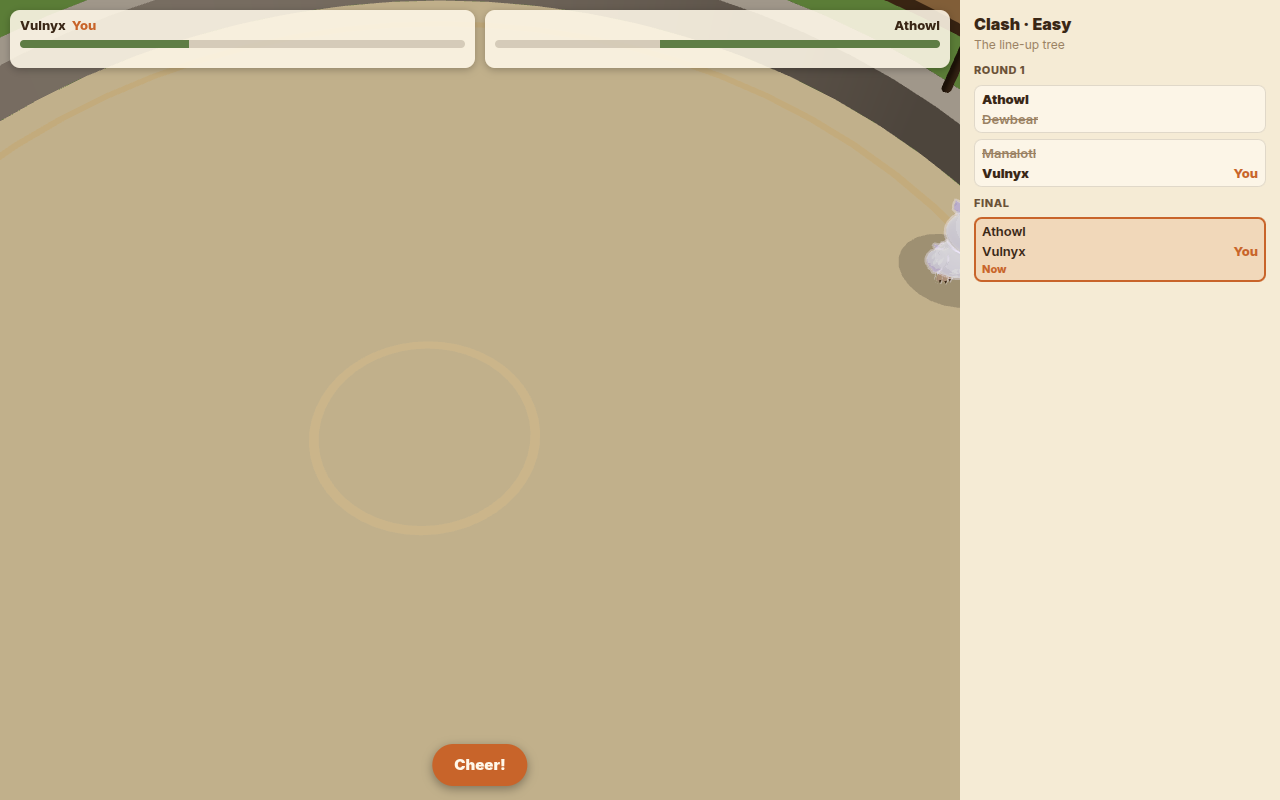 Vulnyx You
Athowl
Cheer!
Clash · Easy
The line-up tree
ROUND 1
Athowl
Dewbear
Manalotl
Vulnyx You
FINAL
Athowl
Vulnyx You
Now